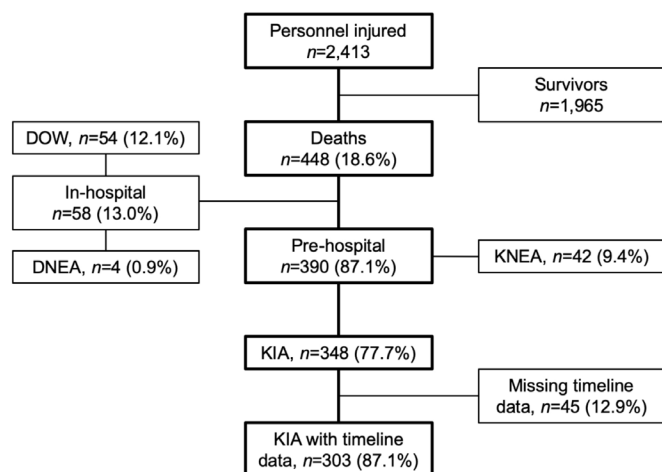 Personnel injured
n=2,413
Survivors
n=1,965
DOW, n=54 (12.1%)
Deaths
n=448 (18.6%)
In-hospital
n=58 (13.0%)
Pre-hospital
n=390 (87.1%)
DNEA, n=4 (0.9%)
KNEA, n=42 (9.4%)
KIA, n=348 (77.7%)
Missing timeline
data, n=45 (12.9%)
KIA with timeline
data, n=303 (87.1%)